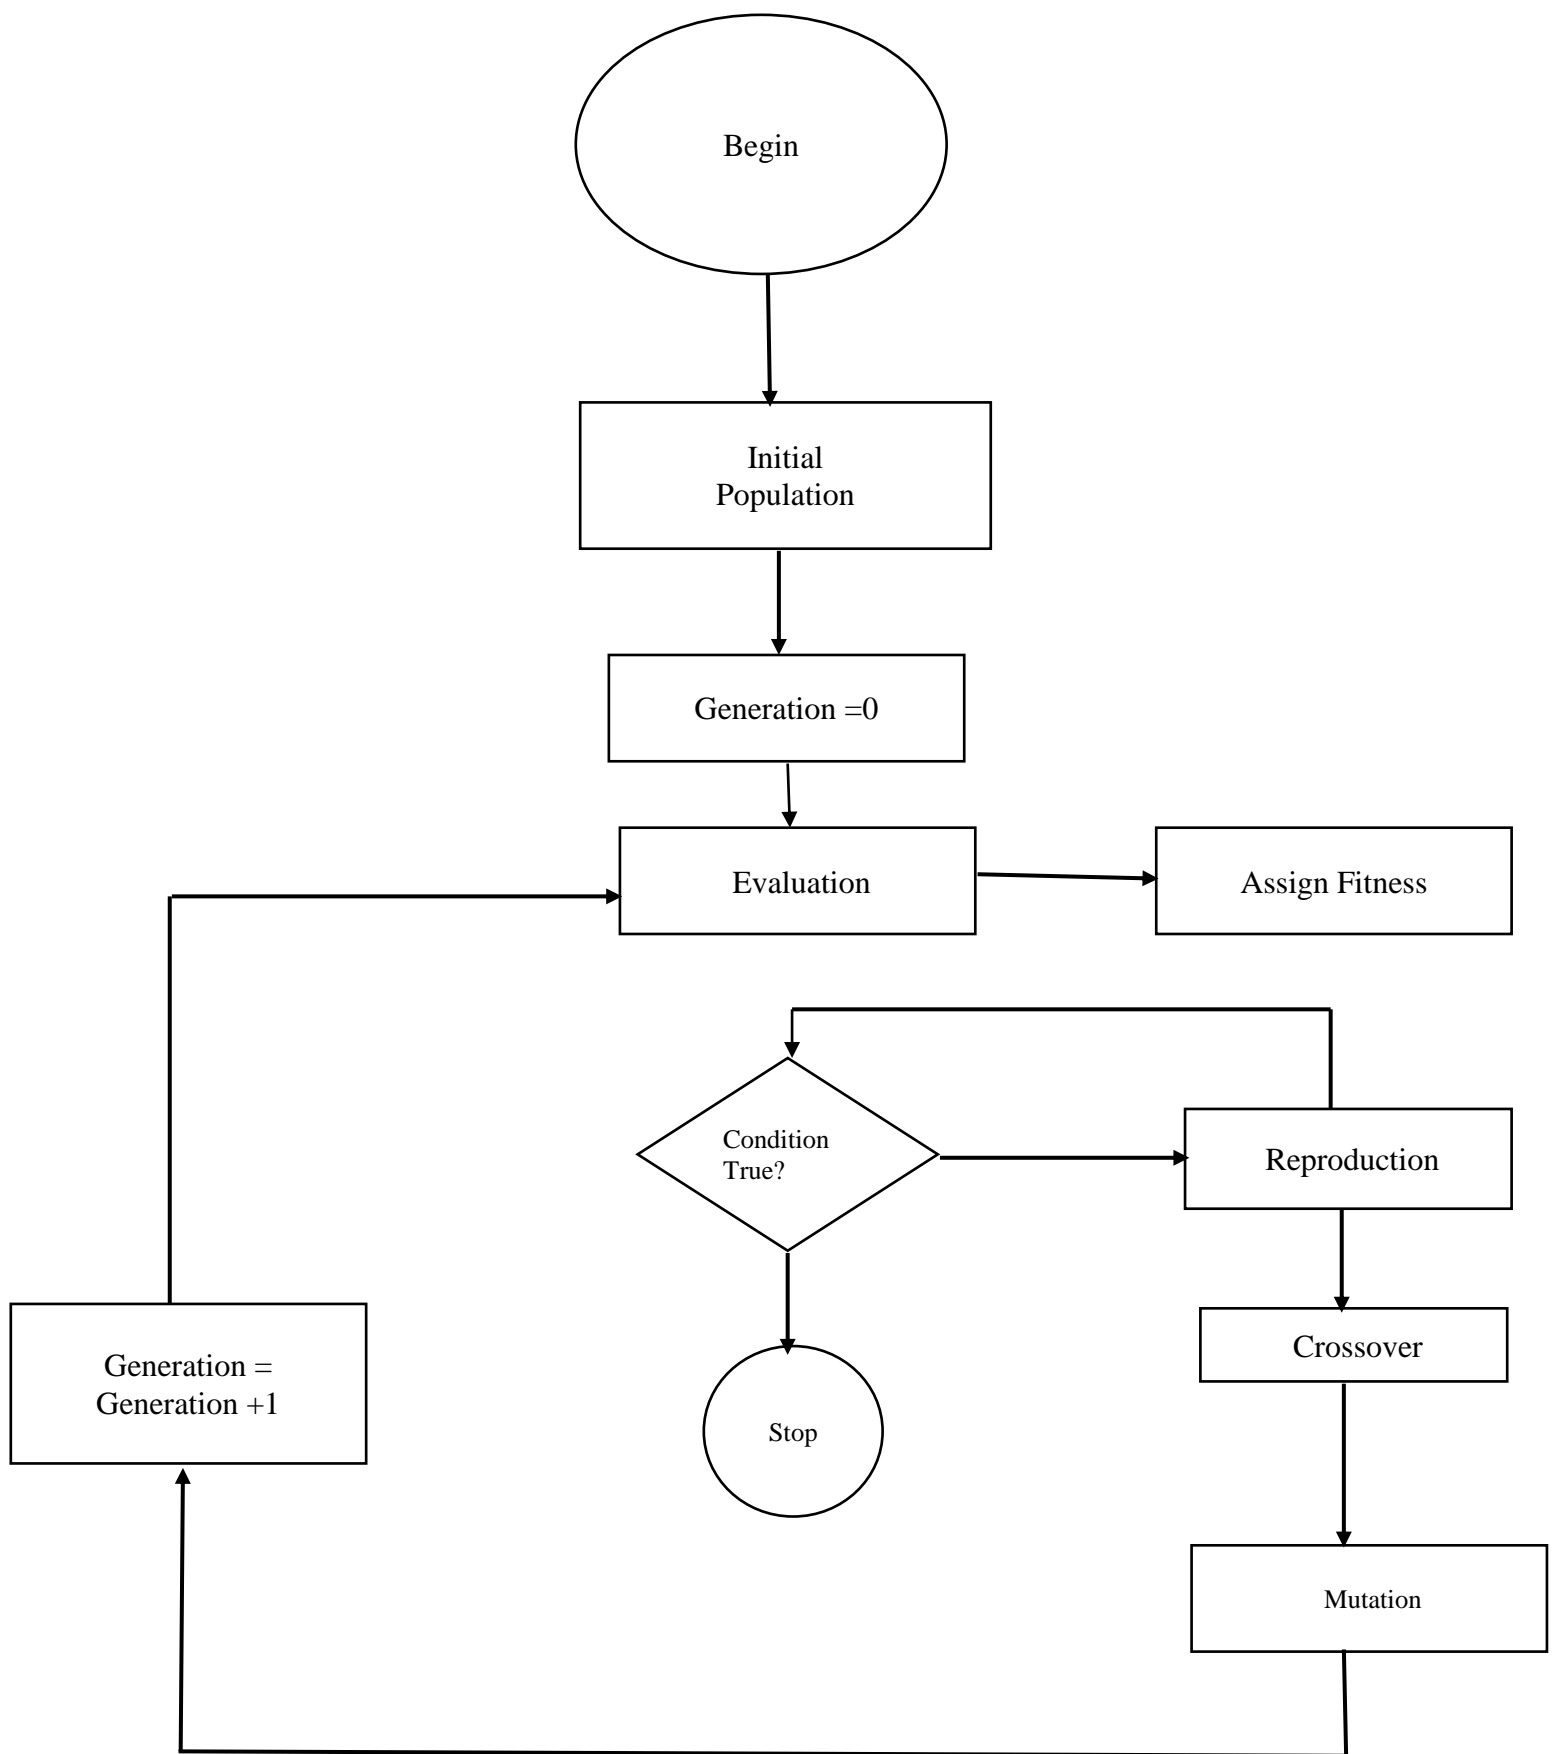 Begin
Initial
Population
Generation =0
Evaluation
Assign Fitness
Condition
True?
Reproduction
Generation =
Generation +1
Crossover
Stop
Mutation